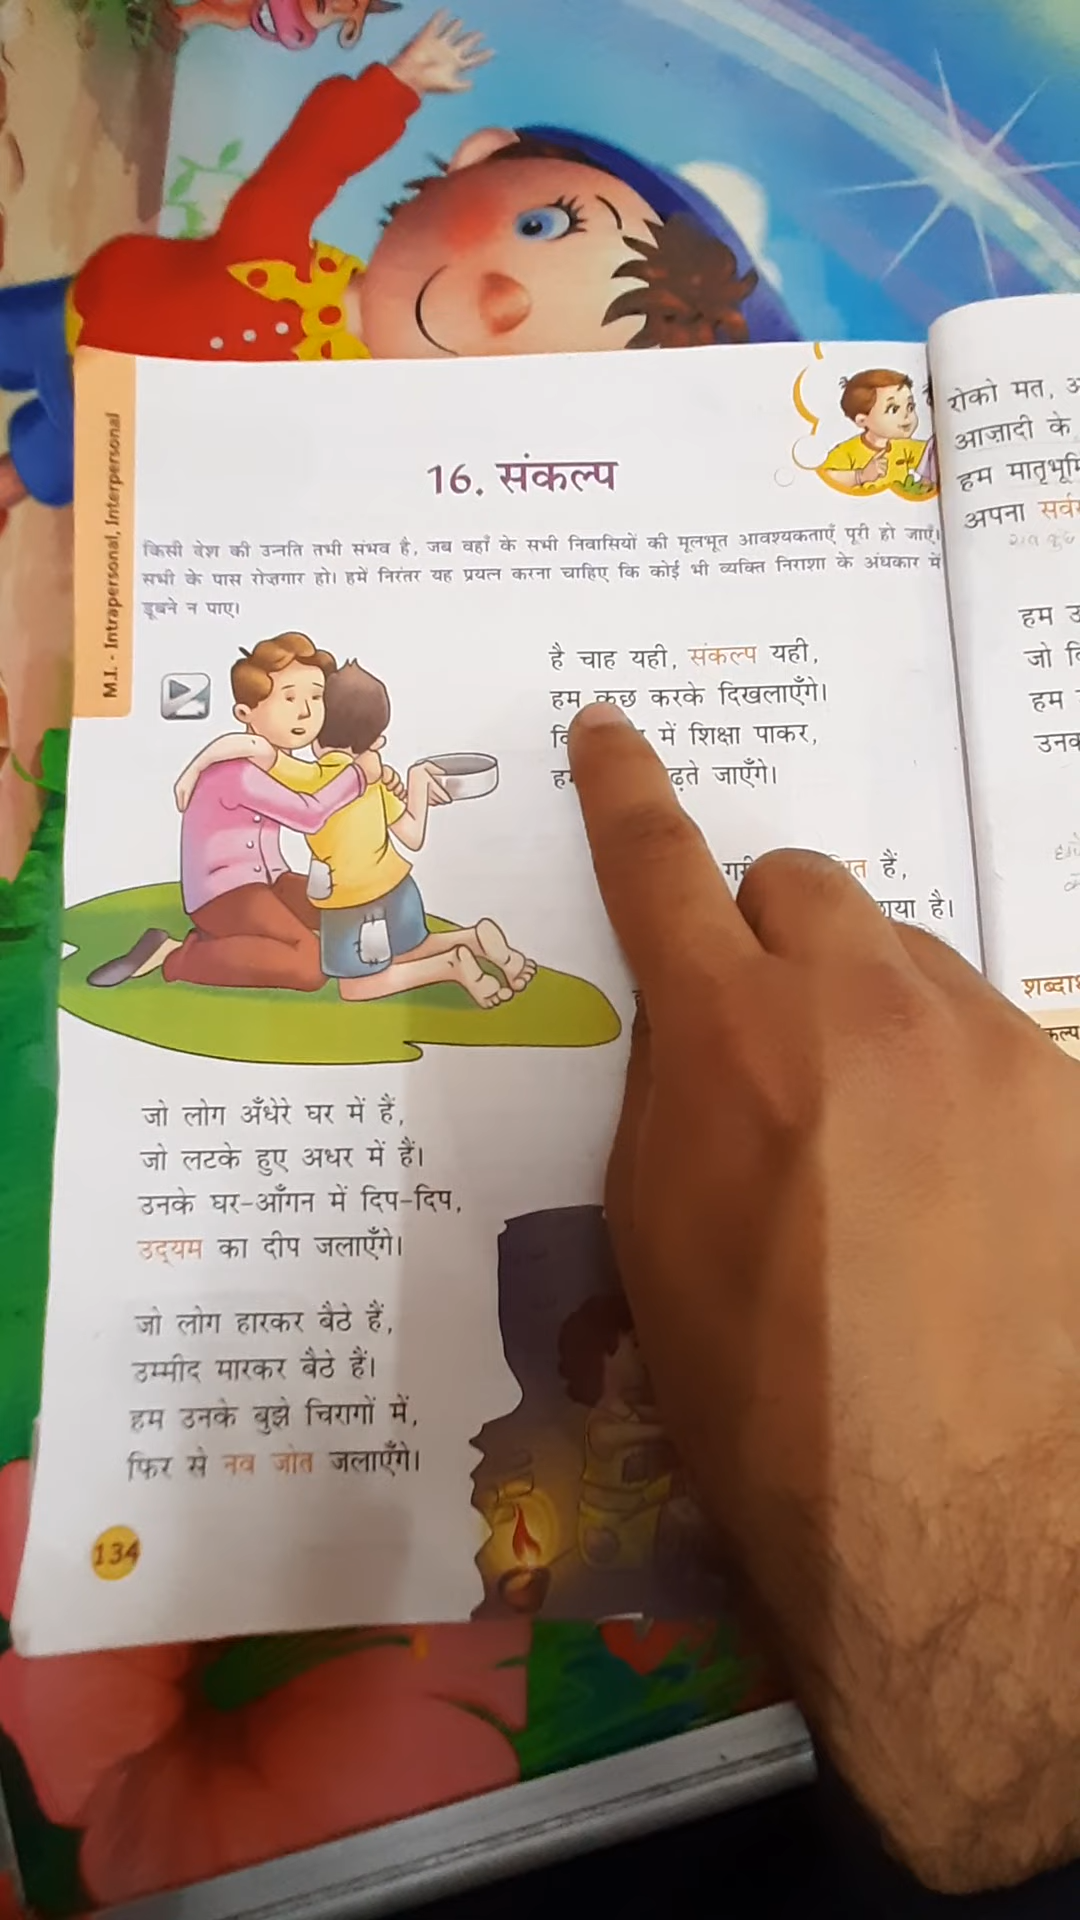 M.I. - Intrapersonal, Interpersonal
16. संकल्प
किसी देश की उन्नति तभी संभव है, जब वहाँ के सभी निवासियों की मूलभूत आवश्यकताएँ पूरी हो जाएँ।
सभी के पास रोज़गार हो। हमें निरंतर यह प्रयत्न करना चाहिए कि कोई भी व्यक्ति निराशा के अंधकार में
डूबने न पाए।
है चाह यही, संकल्प यही,
हम कुछ करके दिखलाएँगे।
में शिक्षा पाकर,
जाएँगे।
हैं,
है।
जो लोग अँधेरे घर में हैं,
जो लटके हुए अधर में हैं।
उनके घर-आँगन में दिप-दिप,
उद्यम का दीप जलाएँगे।
जो लोग हारकर बैठे हैं,
उम्मीद मारकर बैठे हैं।
हम उनके बुझे चिरागों में,
फिर से नव जोत जलाएँगे।
134
रोको मत,
आज़ादी के
हम
अपना
हम
जो
हम